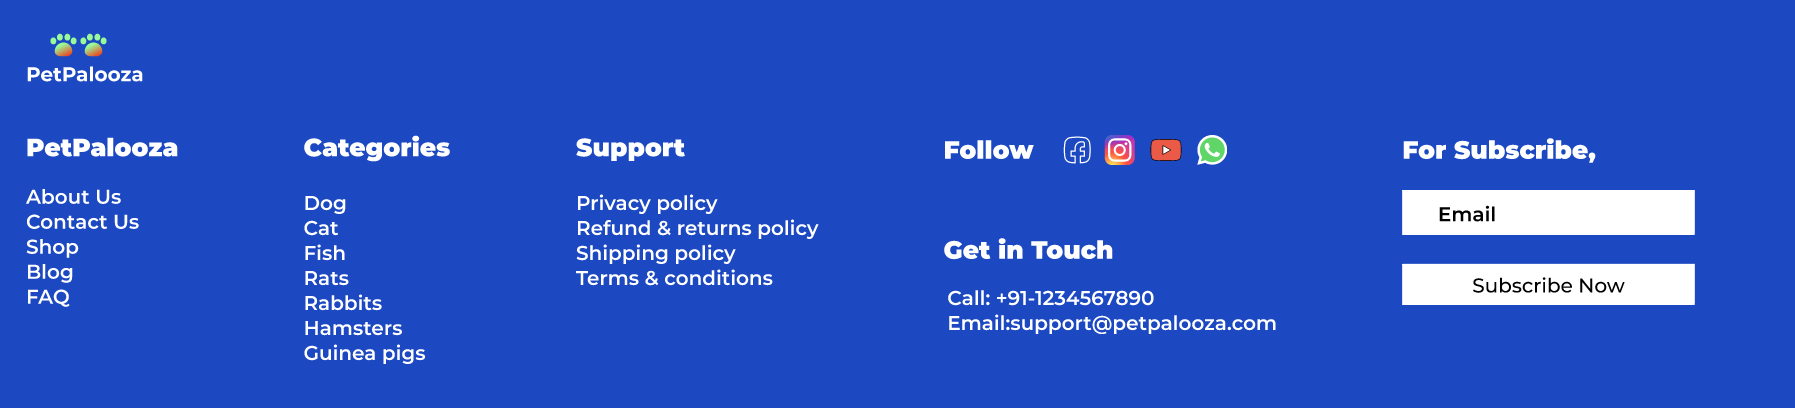 PetPalooza
PetPalooza
About Us
Contact Us
Shop
Blog
FAQ
Categories
Dog
Cat
Fish
Rats
Rabbits
Hamsters
Guinea pigs
Support
Privacy policy
Refund & returns policy
Shipping policy
Terms & conditions
Follow
Get in Touch
Call: +91-1234567890
Email:support@petpalooza.com
For Subscribe,
Email
Subscribe Now